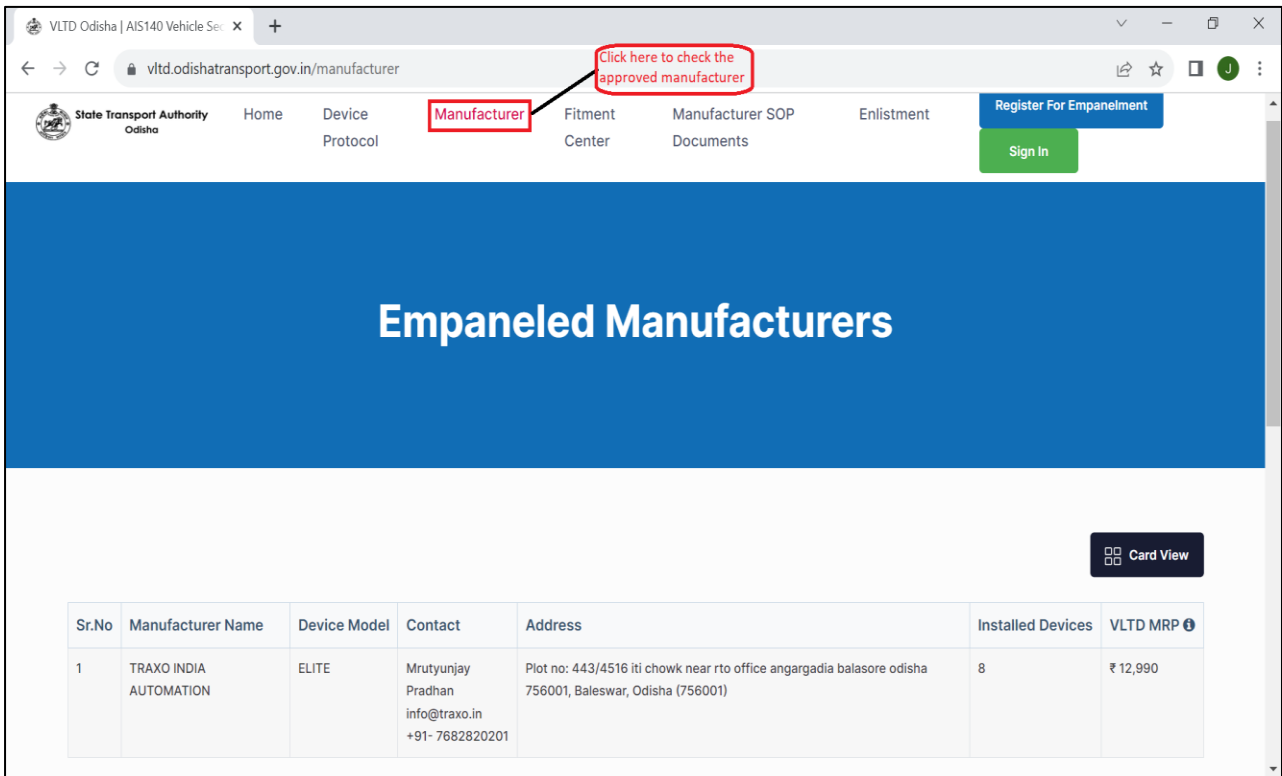 VLTD Odisha | AIS140 Vehicle Sec
vltd.odishatransport.gov.in/manufacturer
Click here to check the
approved manufacturer
J
State Transport Authority
Odisha
Home
Device
Protocol
Manufacturer
Fitment
Center
Manufacturer SOP
Documents
Enlistment
Register For Empanelment
Sign In
Empaneled Manufacturers
Card View
Sr.No Manufacturer Name Device Model Contact Address Installed Devices VLTD MRP
1 TRAXO INDIA ELITE Mrutyunjay Plot no: 443/4516 iti chowk near rto office angargadia balasore odisha 8 ₹ 12,990
AUTOMATION Pradhan 756001, Baleswar, Odisha (756001)
info@traxo.in
+91- 7682820201